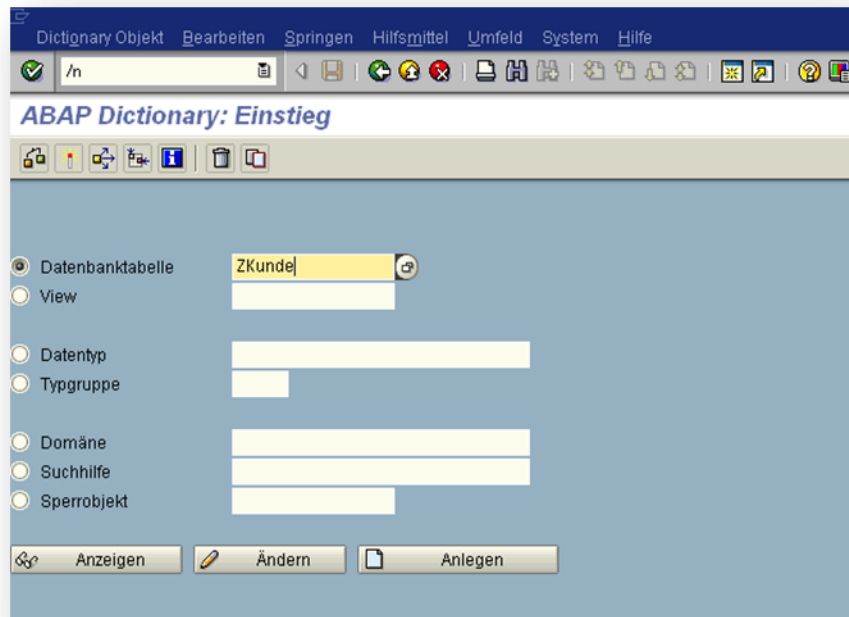 Dictionary Objekt Bearbeiten Springen Hilfsmittel Umfeld System Hilfe
/n
ABAP Dictionary: Einstieg
Datenbanktabelle ZKunde
View
Datentyp
Typgruppe
Domäne
Suchhilfe
Sperrobjekt
Anzeigen Ändern Anlegen